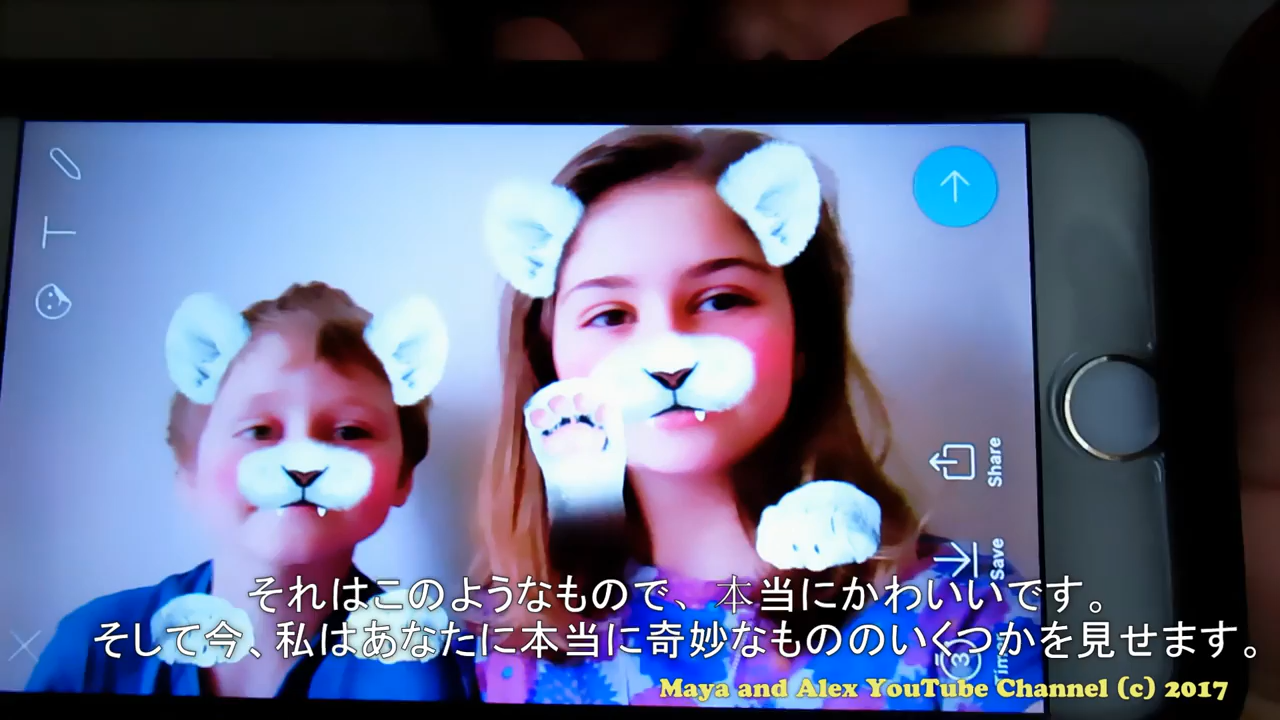 T
Share
Save
それはこのようなもので、本当にかわいいです。
そして今、私はあなたに本当に奇妙なもののいくつかを見せます。
3
Maya and Alex YouTube Channel (c) 2017